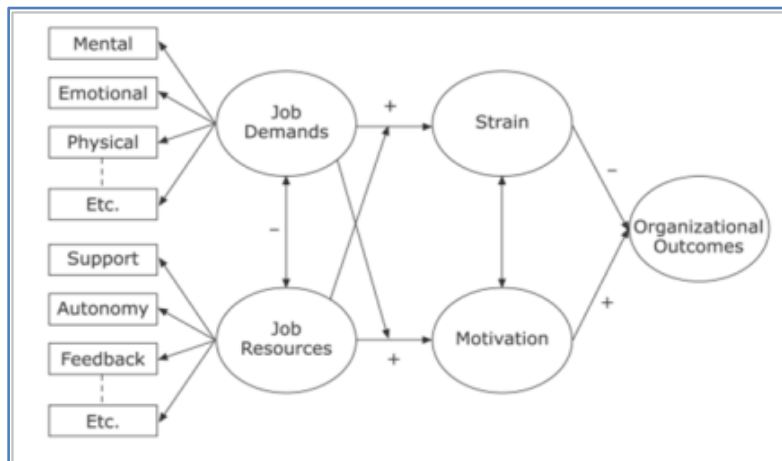 Mental
Emotional
Physical
Etc.
Support
Autonomy
Feedback
Etc.
Job
Demands
Job
Resources
+
−
+
Strain
Motivation
−
+
Organizational
Outcomes